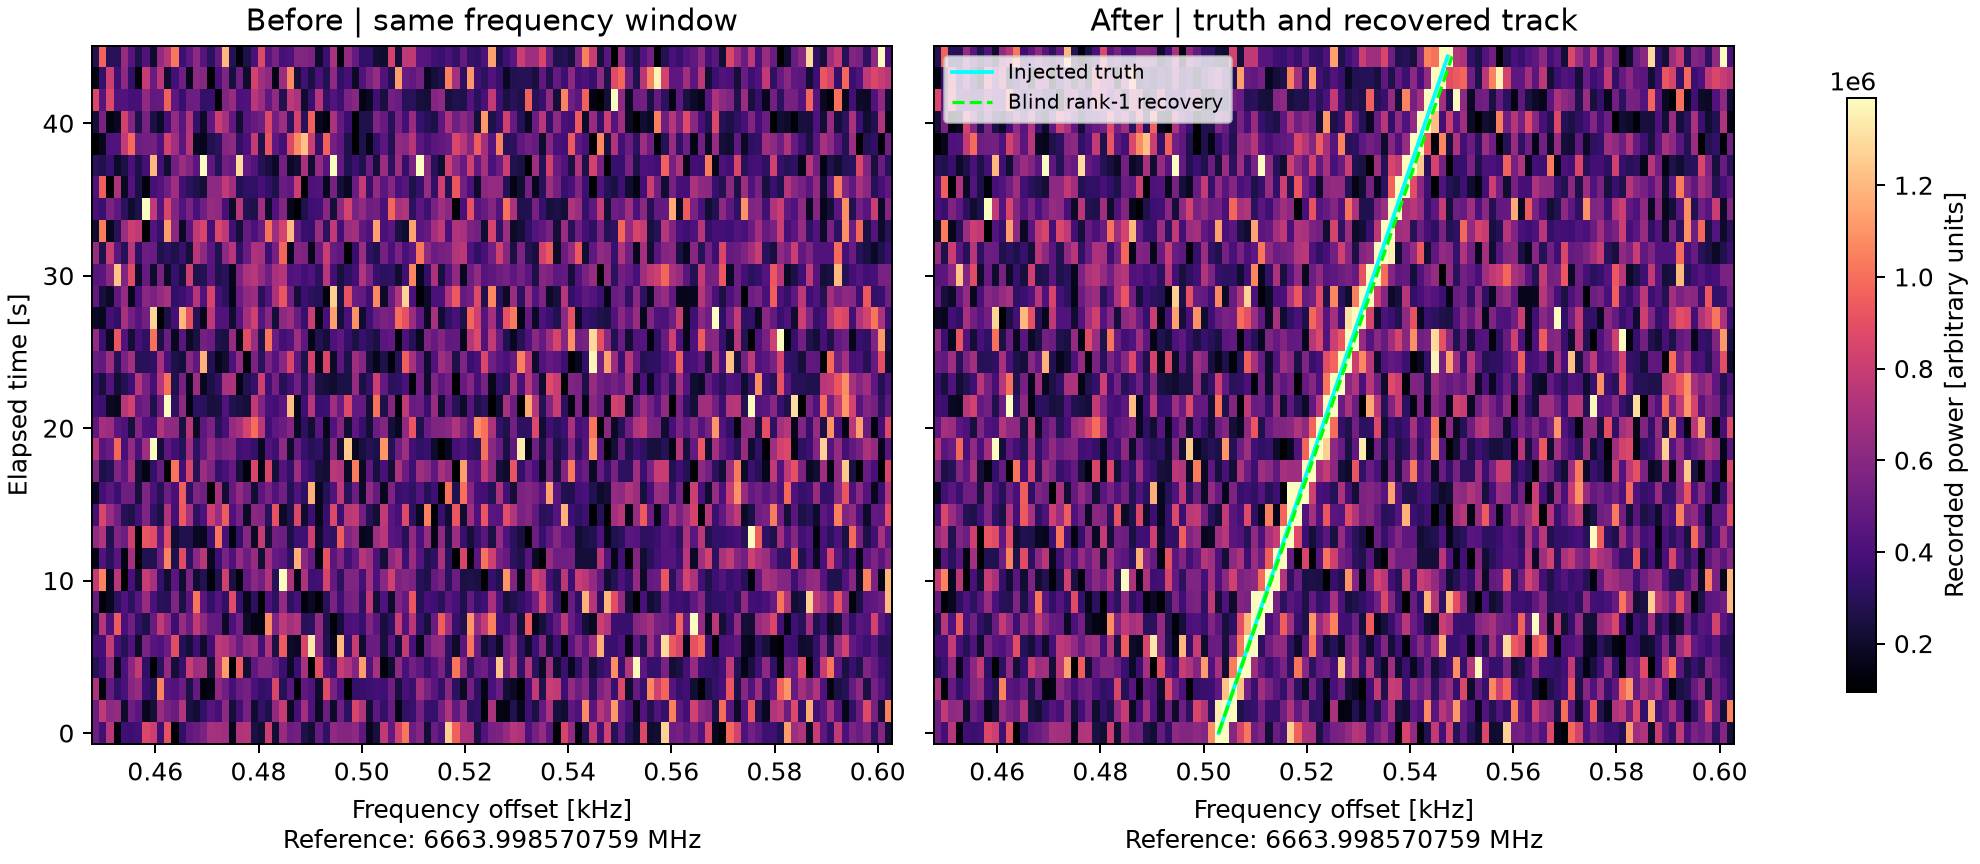 Before | same frequency window
After | truth and recovered track
Injected truth
Blind rank-1 recovery
1e6
Elapsed time [s]
40
30
20
10
0
0.46 0.48 0.50 0.52 0.54 0.56 0.58 0.60
0.46 0.48 0.50 0.52 0.54 0.56 0.58 0.60
Frequency offset [kHz]
Reference: 6663.998570759 MHz
Frequency offset [kHz]
Reference: 6663.998570759 MHz
1.2
1.0
0.8
0.6
0.4
0.2
Recorded power [arbitrary units]